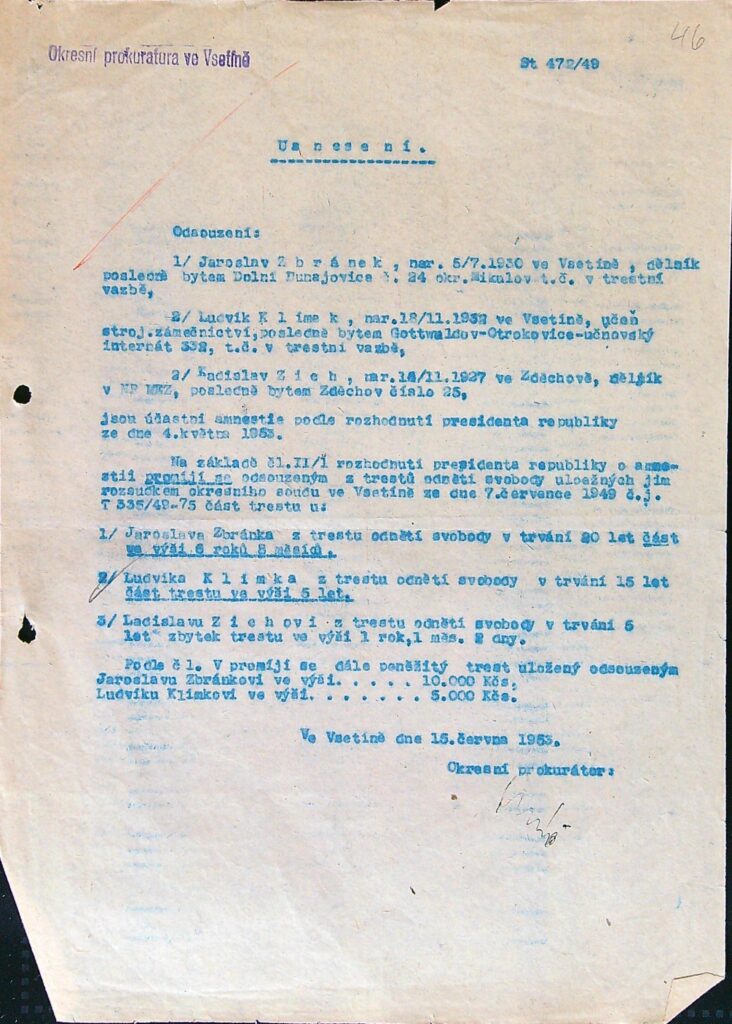 46
Okresní prokuratura ve Vsetíně
St 472/49
U s n e s e n í .
Odsouzení:
1/ Jaroslav Z b r á n e k , nar. 5/7.1930 ve Vsetíně , dělník
posledně bytem Dolní Dunajovice č. 24 okr.Mikulov t.č. v trestní
vazbě,
2/ Ludvík K l í m e k , nar.18/11.1932 ve Vsetíně, učeň
stroj.zámečnictví,posledně bytem Gottwaldov-Otrokovice-učnovský
internát 332, t.č. v trestní vazbě,
3/ Ladislav Z i c h , nar.14/11.1927 ve Zděchově, dělník
v NP MEZ, posledně bytem Zděchov číslo 25,
jsou účastni amnestie podle rozhodnutí presidenta republiky
ze dne 4.května 1953.
Na základě čl.II/1 rozhodnutí presidenta republiky o amne-
stii promíjí se odsouzeným z trestů odnětí svobody uložených jim
rozsudkem okresního soudu ve Vsetíně ze dne 7.července 1949 č.j.
T 335/49-75 část trestu u:
1/ Jaroslava Zbránka z trestu odnětí svobody v trvání 20 let část
ve výši 6 roků 8 měsíců.
2/ Ludvíka K l í m k a z trestu odnětí svobody v trvání 15 let
část trestu ve výši 5 let.
3/ Ladislavu Z i c h o v i z trestu odnětí svobody v trvání 5
let zbytek trestu ve výši 1 rok,1 měs. 2 dny.
Podle čl. V promíjí se dále peněžitý trest uložený odsouzeným
Jaroslavu Zbránkovi ve výši. . . . . 10.000 Kčs,
Ludvíku Klímkovi ve výši. . . . . . . 5.000 Kčs.
Ve Vsetíně dne 15.června 1953.
Okresní prokurátor: